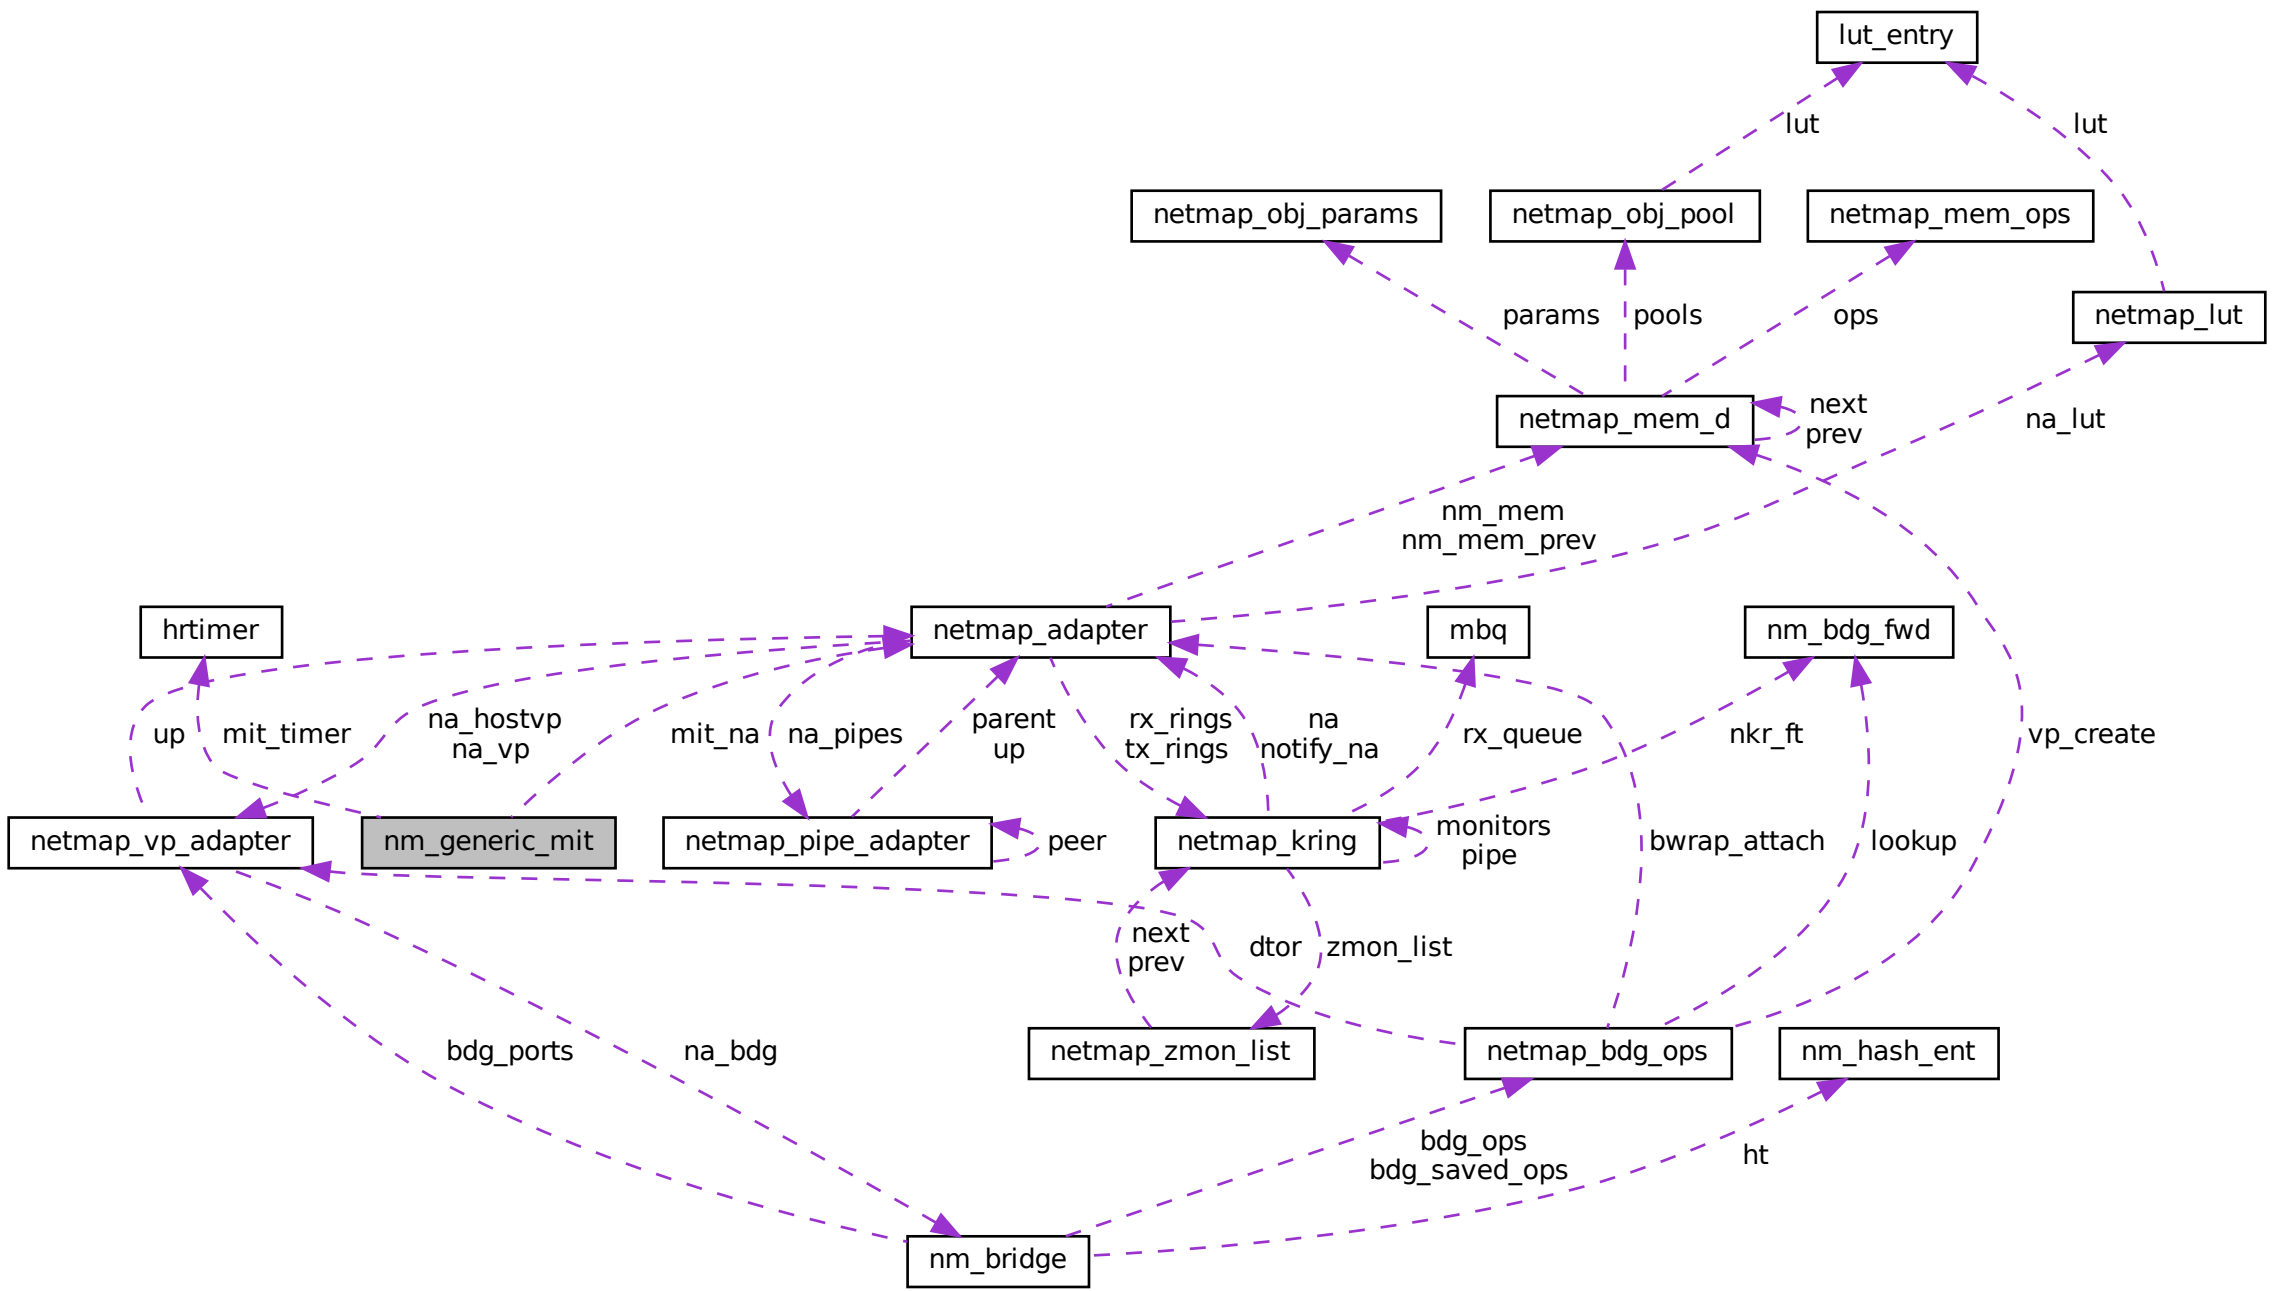 lut_entry
lut
lut
netmap_obj_params
netmap_obj_pool
netmap_mem_ops
params
pools
ops
netmap_lut
netmap_mem_d
next
prev
na_lut
nm_mem
nm_mem_prev
hrtimer
netmap_adapter
mbq
nm_bdg_fwd
up
mit_timer
na_hostvp
na_vp
mit_na
na_pipes
parent
up
rx_rings
tx_rings
na
notify_na
rx_queue
nkr_ft
vp_create
netmap_vp_adapter
nm_generic_mit
netmap_pipe_adapter
peer
netmap_kring
monitors
pipe
bwrap_attach
lookup
next
prev
dtor
zmon_list
bdg_ports
na_bdg
netmap_zmon_list
netmap_bdg_ops
nm_hash_ent
bdg_ops
bdg_saved_ops
ht
nm_bridge